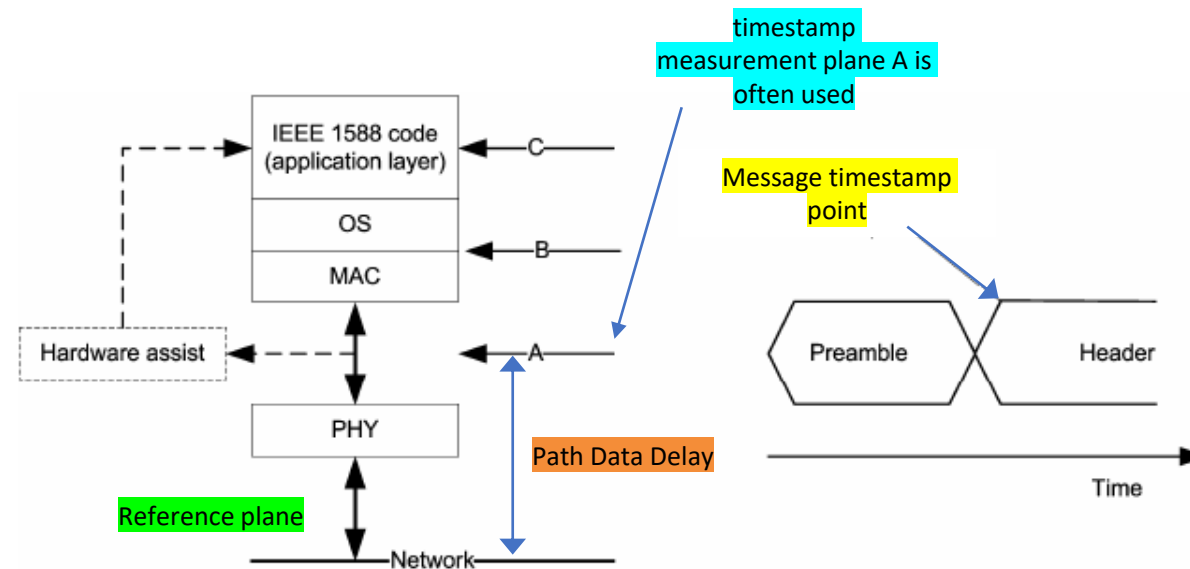 timestamp
measurement plane A is
often used
IEEE 1588 code
(application layer)
C
Message timestamp
point
OS
B
MAC
Hardware assist
A
Preamble
Header
PHY
Path Data Delay
Time
Reference plane
Network